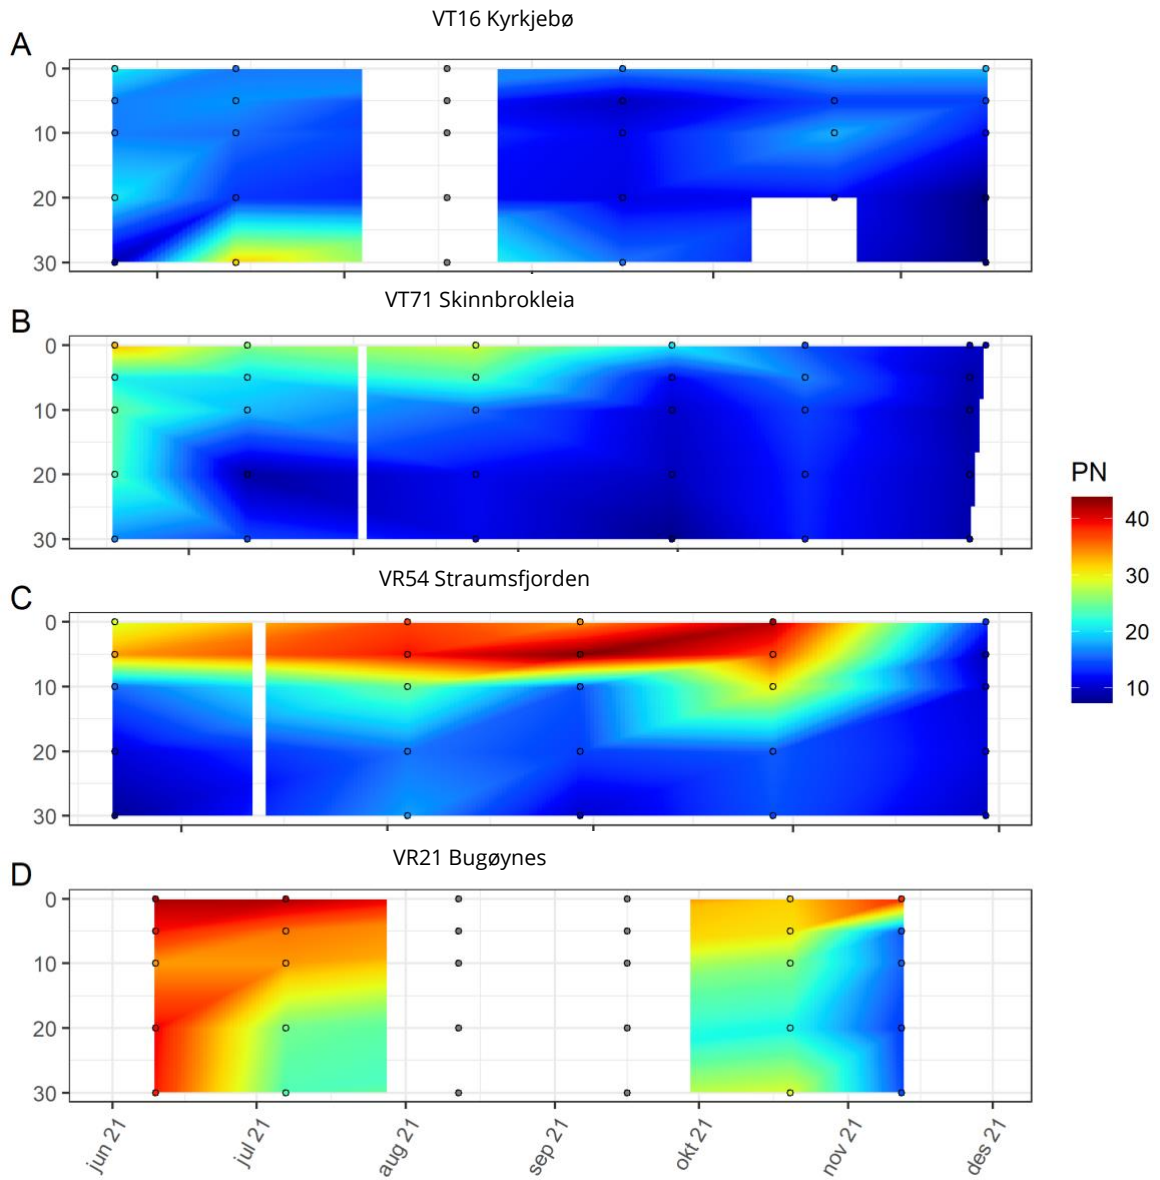 VT16 Kyrkjebø
A
0
10
20
30
VT71 Skinnbrokleia
B
0
10
20
30
VR54 Straumsfjorden
C
0
10
20
30
VR21 Bugøynes
D
0
10
20
30
jun 21 jul 21 aug 21 sep 21 okt 21 nov 21 des 21
PN
40
30
20
10